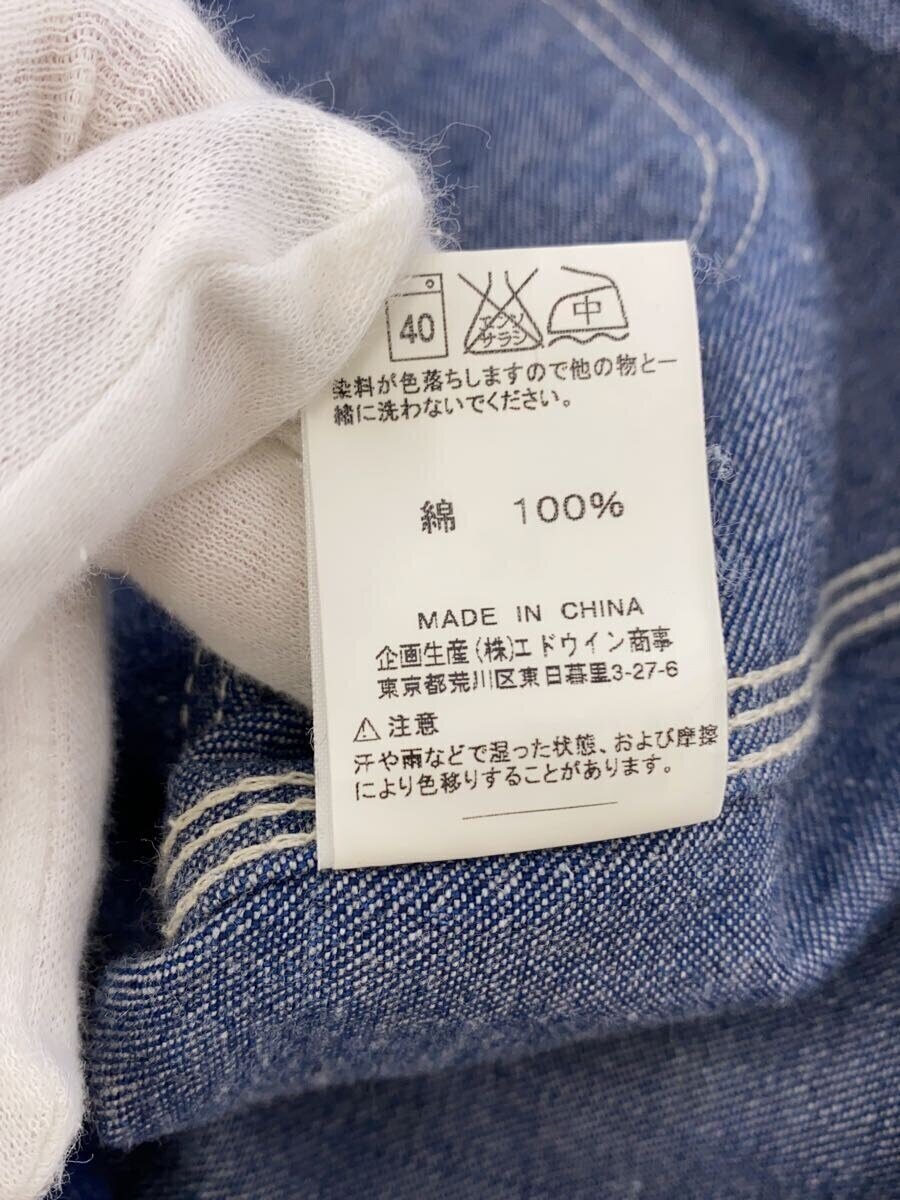 40 エンソ サラシ 中
染料が色落ちしますので他の物と一
緒に洗わないでください。
綿 100%
MADE IN CHINA
企画生産(株)エドウイン商事
東京都荒川区東日暮里3-27-6
⚠注意
汗や雨などで湿った状態、および摩擦
により色移りすることがあります。